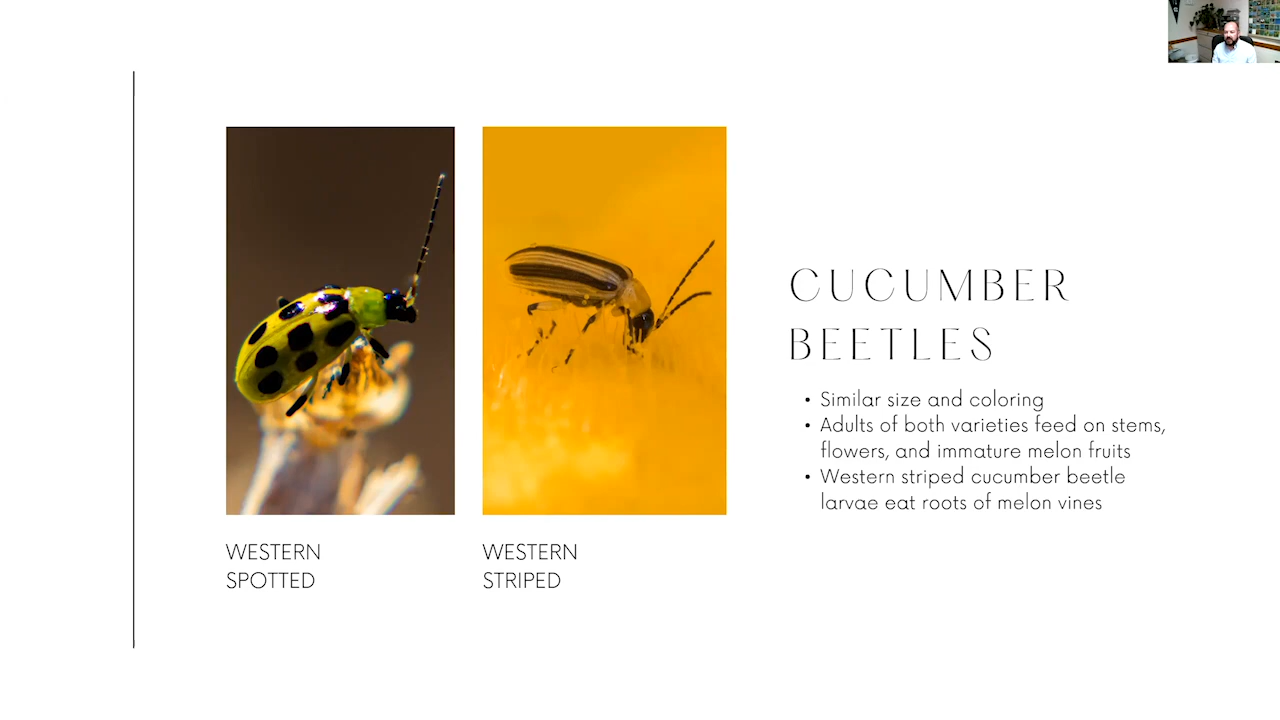 CUCUMBER
BEETLES
• Similar size and coloring
• Adults of both varieties feed on stems,
flowers, and immature melon fruits
• Western striped cucumber beetle
larvae eat roots of melon vines
WESTERN
SPOTTED
WESTERN
STRIPED